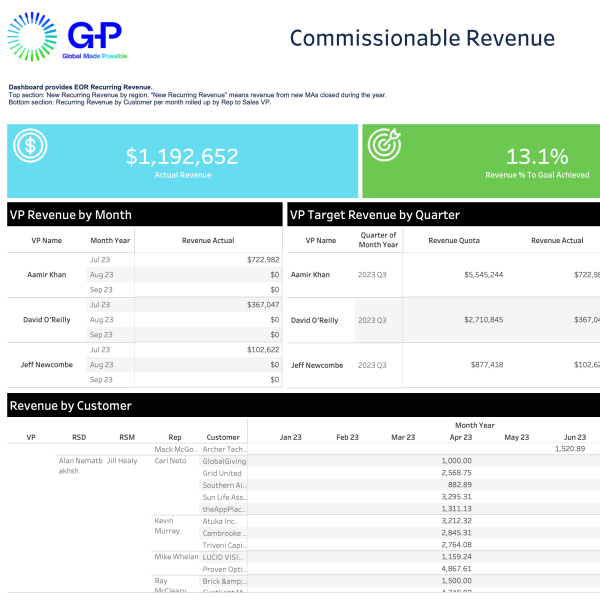 G-P
Global Made Possible
Commissionable Revenue
Dashboard provides EOR Recurring Revenue.
Top section: New Recurring Revenue by region. "New Recurring Revenue" means revenue from new MAs closed during the year.
Bottom section: Recurring Revenue by Customer per month rolled up by Rep to Sales VP.
$1,192,652
Actual Revenue
13.1%
Revenue % To Goal Achieved
VP Revenue by Month
VP Name Month Year Revenue Actual
Jul 23 $722,982
Aamir Khan Aug 23 $0
Sep 23 $0
Jul 23 $367,047
David O'Reilly Aug 23 $0
Sep 23 $0
Jul 23 $102,622
Jeff Newcombe Aug 23 $0
Sep 23 $0
VP Target Revenue by Quarter
VP Name Quarter of Month Year Revenue Quota Revenue Actual
Aamir Khan 2023 Q3 $5,545,244 $722,98
David O'Reilly 2023 Q3 $2,710,845 $367,04
Jeff Newcombe 2023 Q3 $877,418 $102,62
Revenue by Customer
Month Year
VP RSD RSM Rep Customer Jan 23 Feb 23 Mar 23 Apr 23 May 23 Jun 23
Mack McGo.. Archer Tech.. 1,520.89
Alan Nematb Jill Healy Carl Neto GlobalGiving 1,000.00
akhsh Grid United 2,568.75
Southern Ai.. 882.89
Sun Life Ass.. 3,295.31
theAppPlac.. 1,311.13
Kevin Atuka Inc. 3,212.32
Murray Cambrooke .. 2,845.31
Triveni Capi.. 2,764.08
Mike Whelan LUCID VISI.. 1,159.24
Proven Opti.. 4,867.61
Ray Brick &amp;.. 1,500.00
McCleary